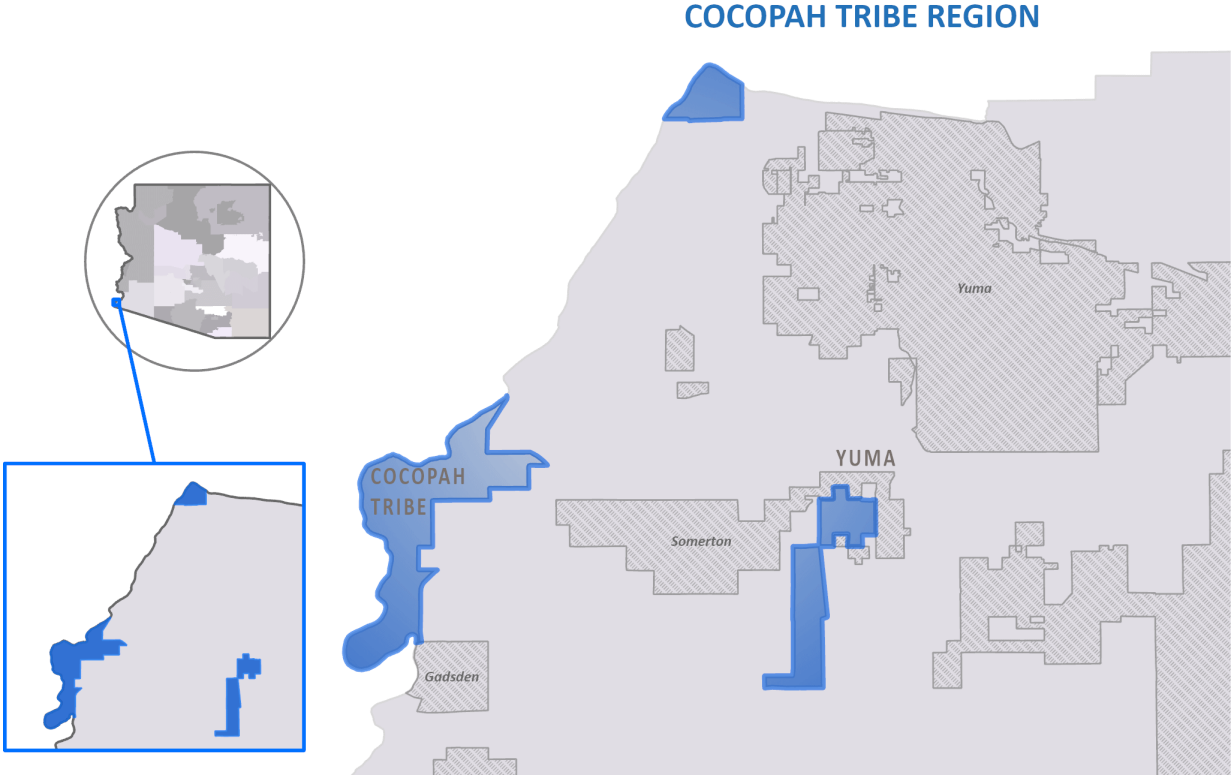 COCOPAH TRIBE REGION
Yuma
YUMA
COCOPAH
TRIBE
Somerton
Gadsden